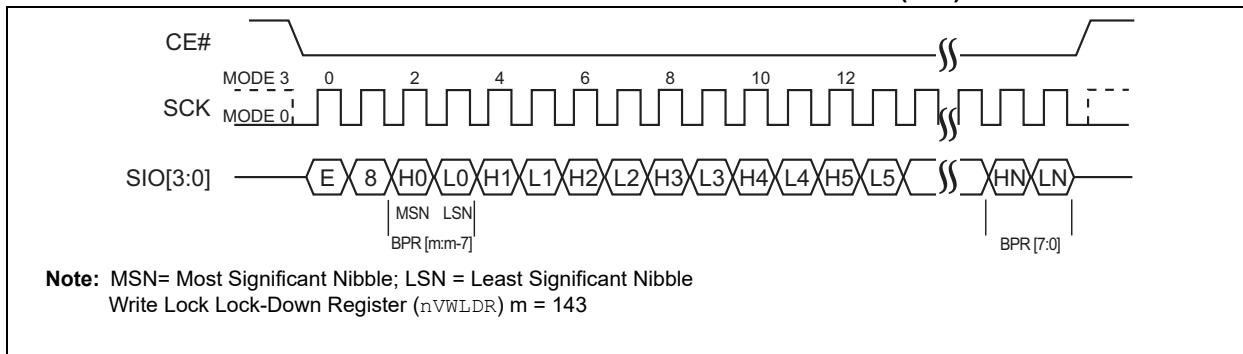 CE#
MODE 3 0 2 4 6 8 10 12
SCK MODE 0
SIO[3:0] E 8 H0 L0 H1 L1 H2 L2 H3 L3 H4 L4 H5 L5 HN LN
MSN LSN
BPR [m:m-7] BPR [7:0]
Note: MSN= Most Significant Nibble; LSN = Least Significant Nibble
Write Lock Lock-Down Register (nVWLDR) m = 143